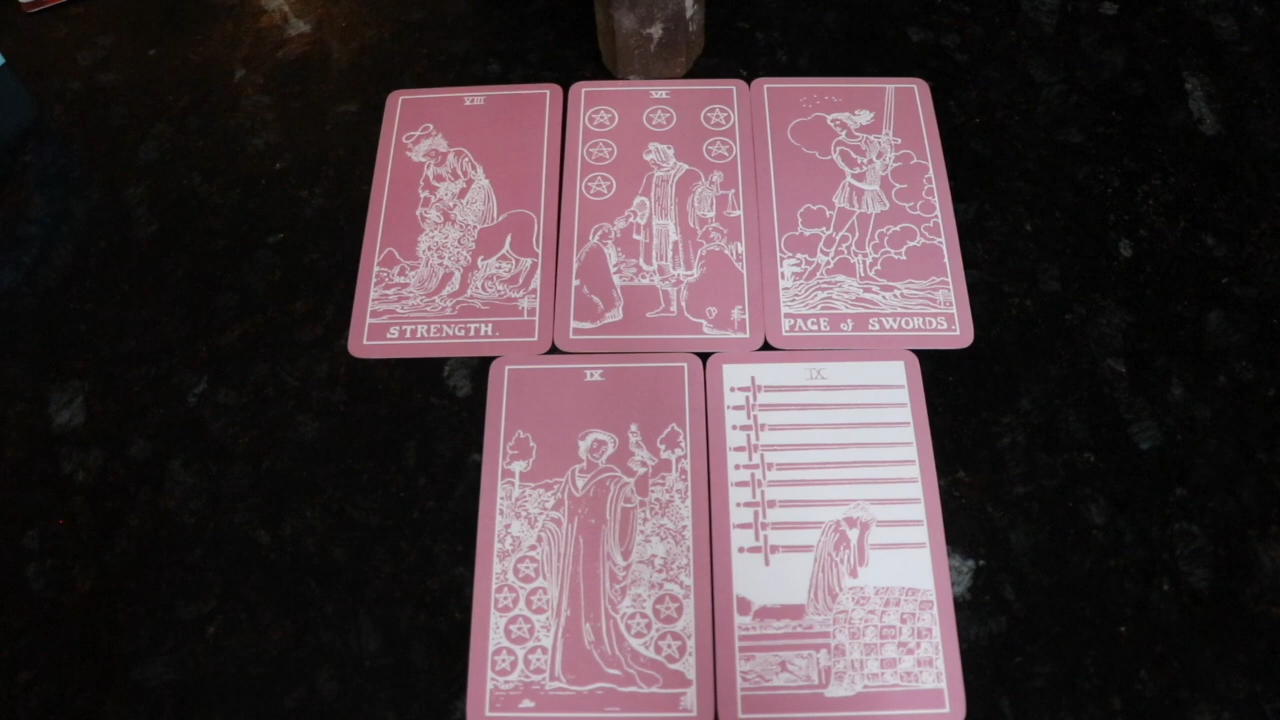 VIII
VI
STRENGTH.
PAGE of SWORDS.
IX
IX